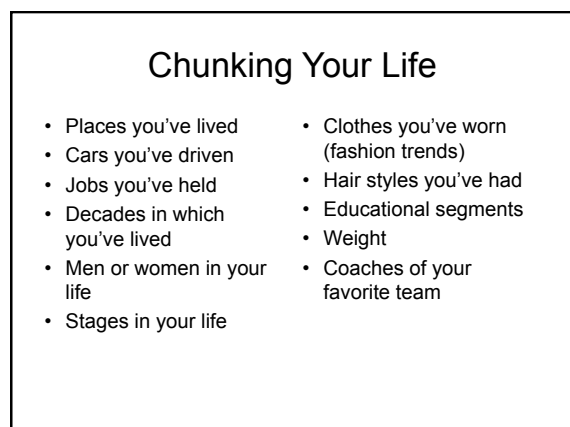 Chunking Your Life
• Places you’ve lived
• Cars you’ve driven
• Jobs you’ve held
• Decades in which
you’ve lived
• Men or women in your
life
• Stages in your life
• Clothes you’ve worn
(fashion trends)
• Hair styles you’ve had
• Educational segments
• Weight
• Coaches of your
favorite team